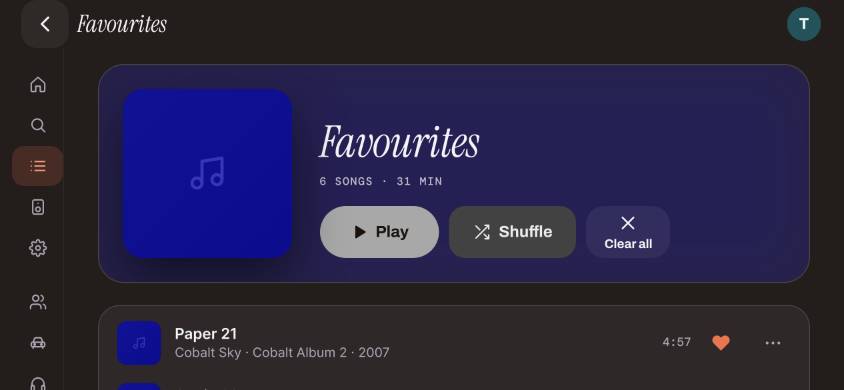 Favourites
T
Favourites
6 SONGS · 31 MIN
Play
Shuffle
Clear all
Paper 21
Cobalt Sky · Cobalt Album 2 · 2007
4:57